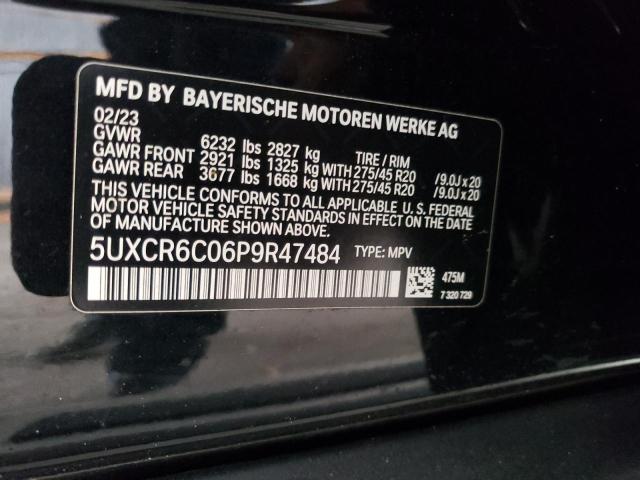 MFD BY BAYERISCHE MOTOREN WERKE AG
02/23
GVWR 6232 lbs 2827 kg TIRE / RIM
GAWR FRONT 2921 lbs 1325 kg WITH 275/45 R20 /9.0J x 20
GAWR REAR 3677 lbs 1668 kg WITH 275/45 R20 /9.0J x 20
THIS VEHICLE CONFORMS TO ALL APPLICABLE U. S. FEDERAL
MOTOR VEHICLE SAFETY STANDARDS IN EFFECT ON THE DATE
OF MANUFACTURE SHOWN ABOVE.
5UXCR6C06P9R47484 TYPE: MPV
475M
7 320 729